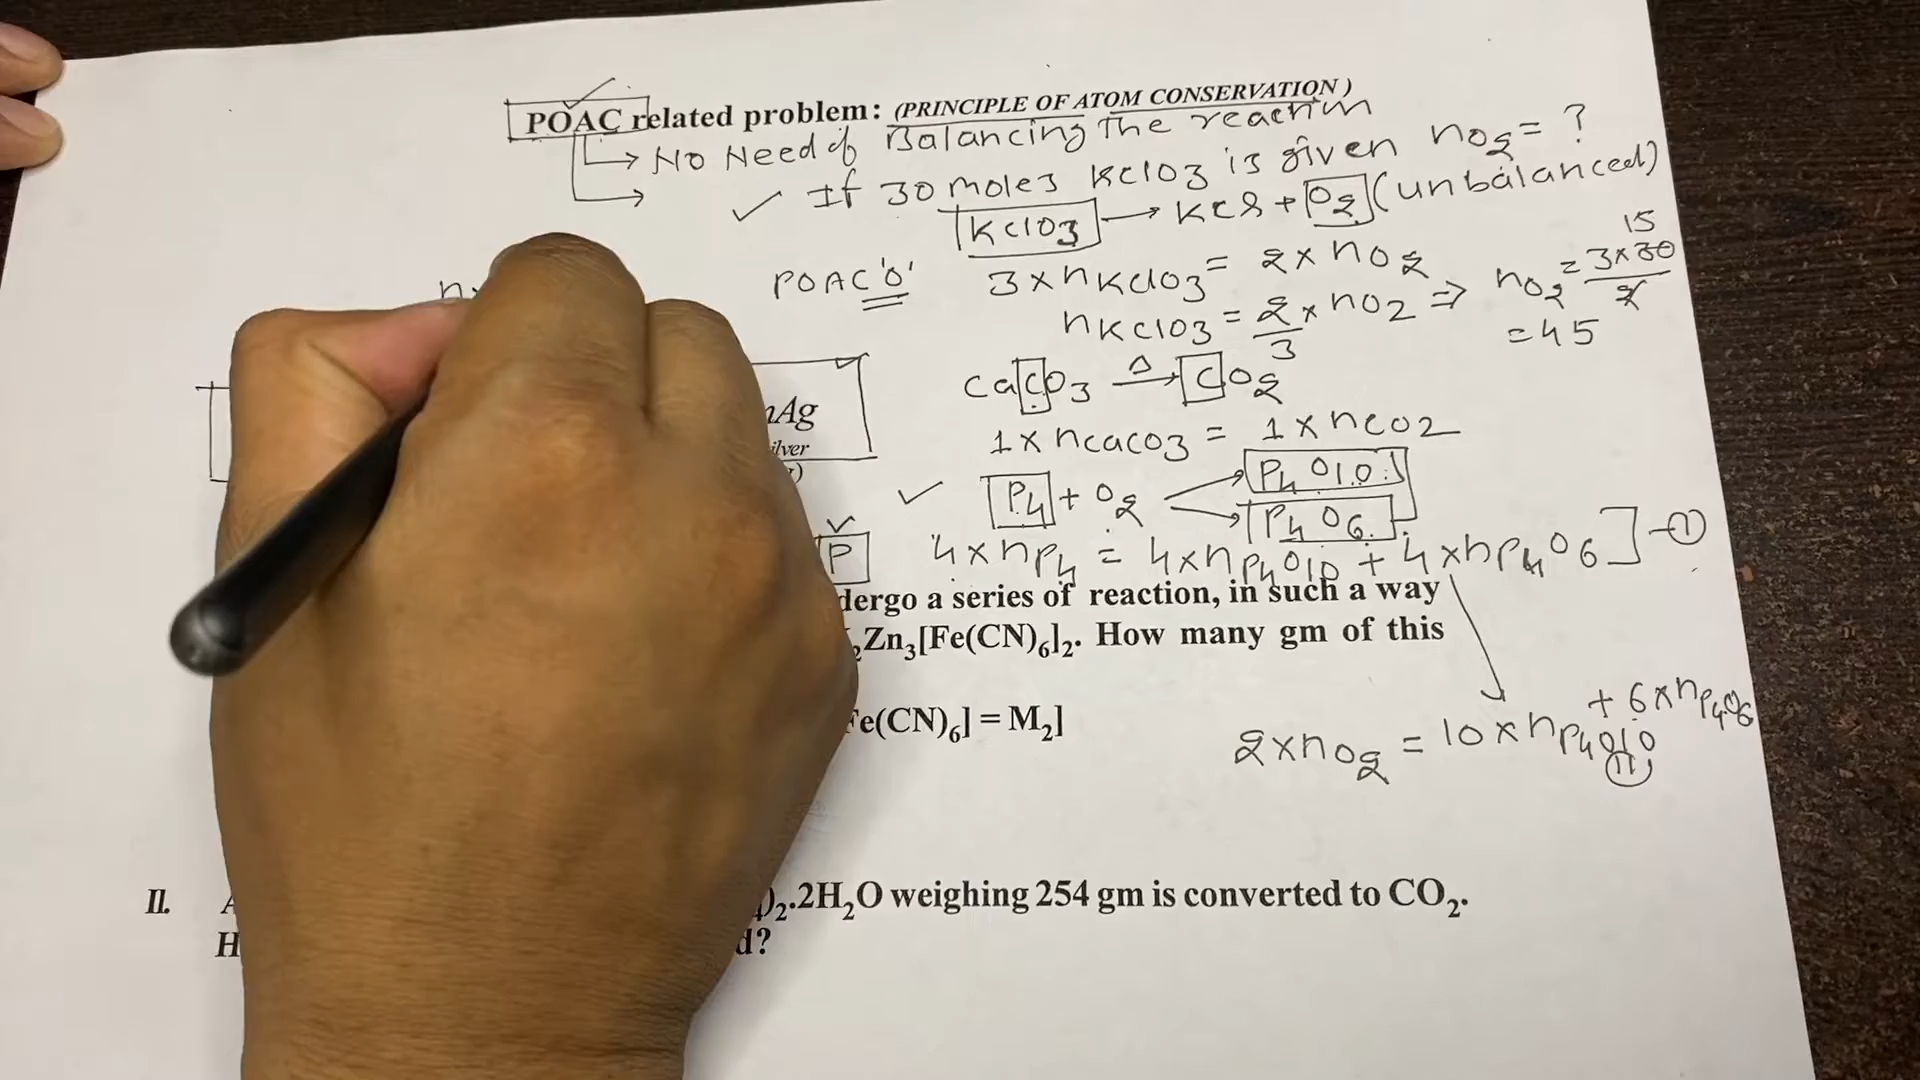 POAC related problem: (PRINCIPLE OF ATOM CONSERVATION)
→ No Need of Balancing the reaction
→ ✓ If 30 moles KClO3 is given nO2 = ?
KClO3 → KCl + O2 (unbalanced)
POAC 'O' 3 x nKClO3 = 2 x nO2
nKClO3 = 2/3 x nO2 ⇒ nO2 = 3x30/2
15
= 45
CaCO3 Δ→ CO2
nAg
1 x nCaCO3 = 1 x nCO2
✓ P4 + O2 → P4O10
→ P4O6
P 4 x nP4 = 4 x nP4O10 + 4 x nP4O6 ] - ①
dergo a series of reaction, in such a way
2Zn3[Fe(CN)6]2. How many gm of this
e(CN)6] = M2]
2 x nO2 = 10 x nP4O10 + 6 x nP4O6
II
II. )2.2H2O weighing 254 gm is converted to CO2.
H d?